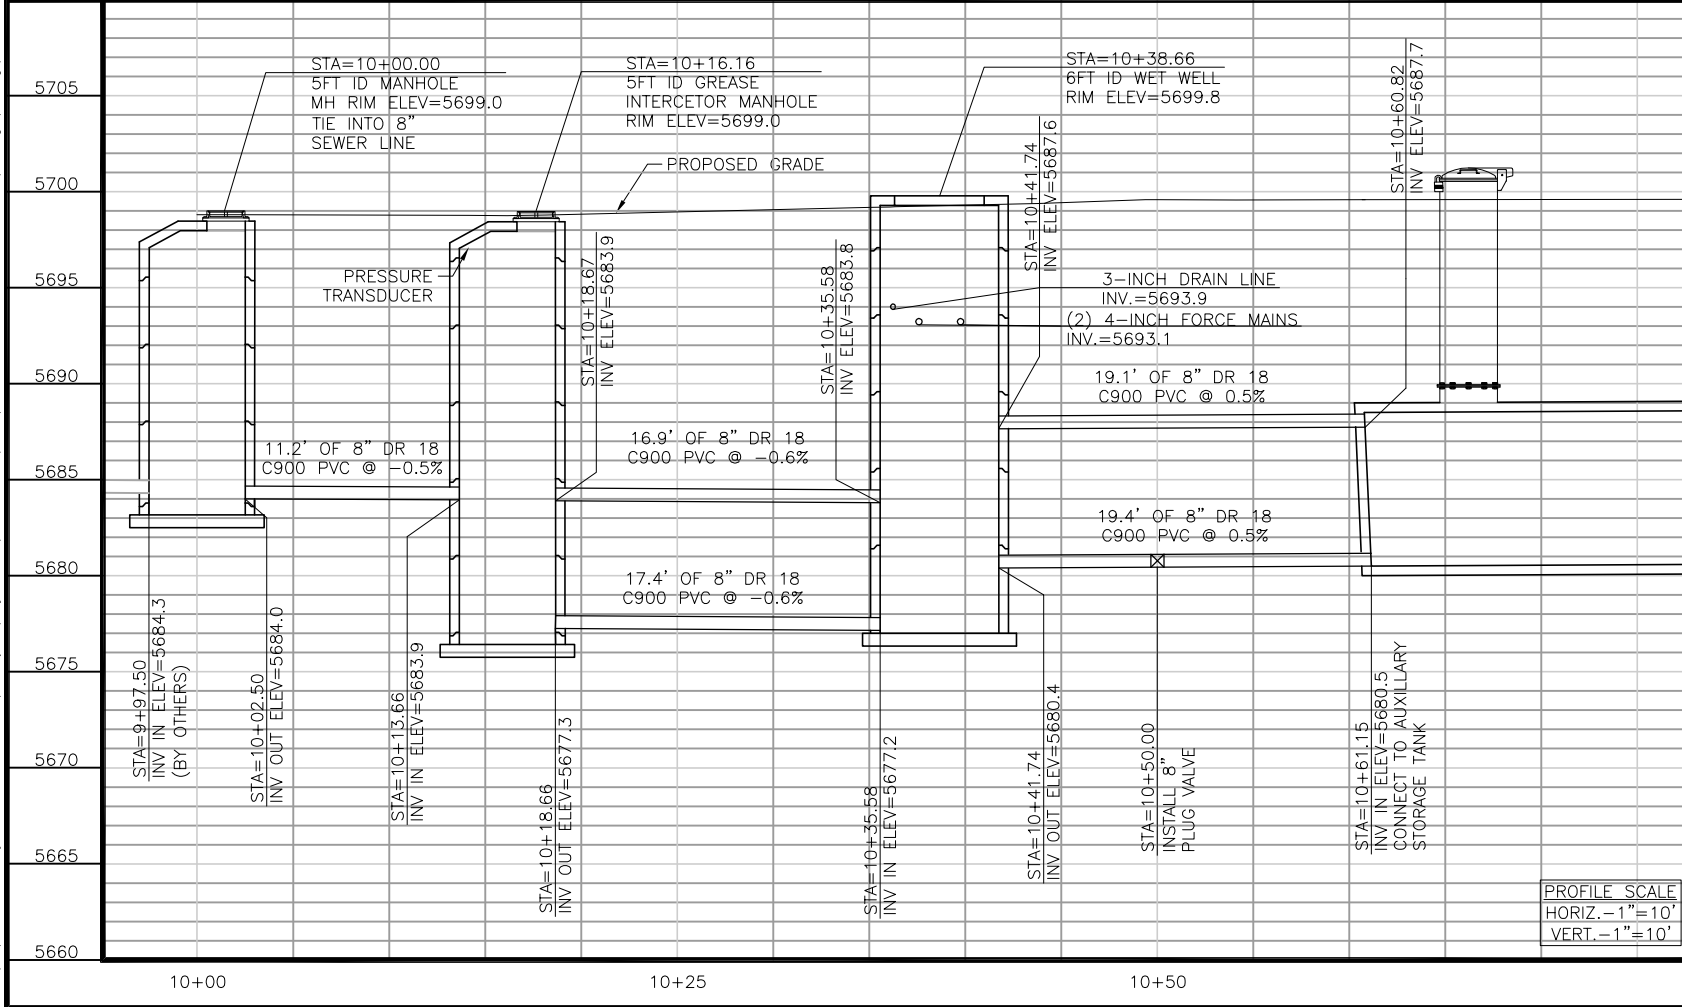 STA=10+00.00
5FT ID MANHOLE
MH RIM ELEV=5699.0
TIE INTO 8"
SEWER LINE
STA=10+16.16
5FT ID GREASE
INTERCETOR MANHOLE
RIM ELEV=5699.0
STA=10+38.66
6FT ID WET WELL
RIM ELEV=5699.8
PROPOSED GRADE
STA=10+41.74
INV ELEV=5687.6
STA=10+60.82
INV ELEV=5687.7
PRESSURE
TRANSDUCER
STA=10+18.67
INV ELEV=5683.9
STA=10+35.58
INV ELEV=5683.8
3-INCH DRAIN LINE
INV.=5693.9
(2) 4-INCH FORCE MAINS
INV.=5693.1
19.1' OF 8" DR 18
C900 PVC @ 0.5%
11.2' OF 8" DR 18
C900 PVC @ -0.5%
16.9' OF 8" DR 18
C900 PVC @ -0.6%
19.4' OF 8" DR 18
C900 PVC @ 0.5%
17.4' OF 8" DR 18
C900 PVC @ -0.6%
STA=9+97.50
INV IN ELEV=5684.3
(BY OTHERS)
STA=10+02.50
INV OUT ELEV=5684.0
STA=10+13.66
INV IN ELEV=5683.9
STA=10+18.66
INV OUT ELEV=5677.3
STA=10+35.58
INV IN ELEV=5677.2
STA=10+41.74
INV OUT ELEV=5680.4
STA=10+50.00
INSTALL 8"
PLUG VALVE
STA=10+61.15
INV IN ELEV=5680.5
CONNECT TO AUXILLARY
STORAGE TANK
5705
5700
5695
5690
5685
5680
5675
5670
5665
5660
10+00
10+25
10+50
PROFILE SCALE
HORIZ.-1"=10'
VERT.-1"=10'